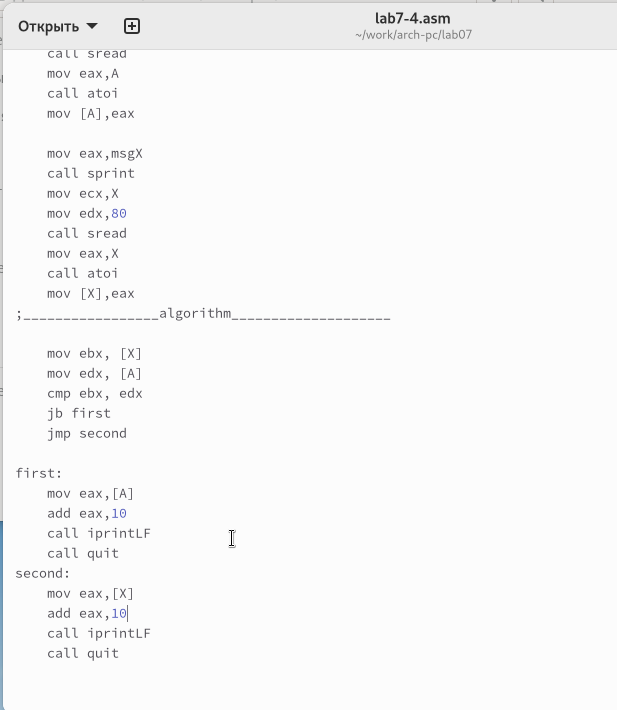 Открыть
lab7-4.asm
~/work/arch-pc/lab07
call sread
mov eax,A
call atoi
mov [A],eax
mov eax,msgX
call sprint
mov ecx,X
mov edx,80
call sread
mov eax,X
call atoi
mov [X],eax
;_________________algorithm____________________
mov ebx, [X]
mov edx, [A]
cmp ebx, edx
jb first
jmp second
first:
mov eax,[A]
add eax,10
call iprintLF
call quit
second:
mov eax,[X]
add eax,10
call iprintLF
call quit